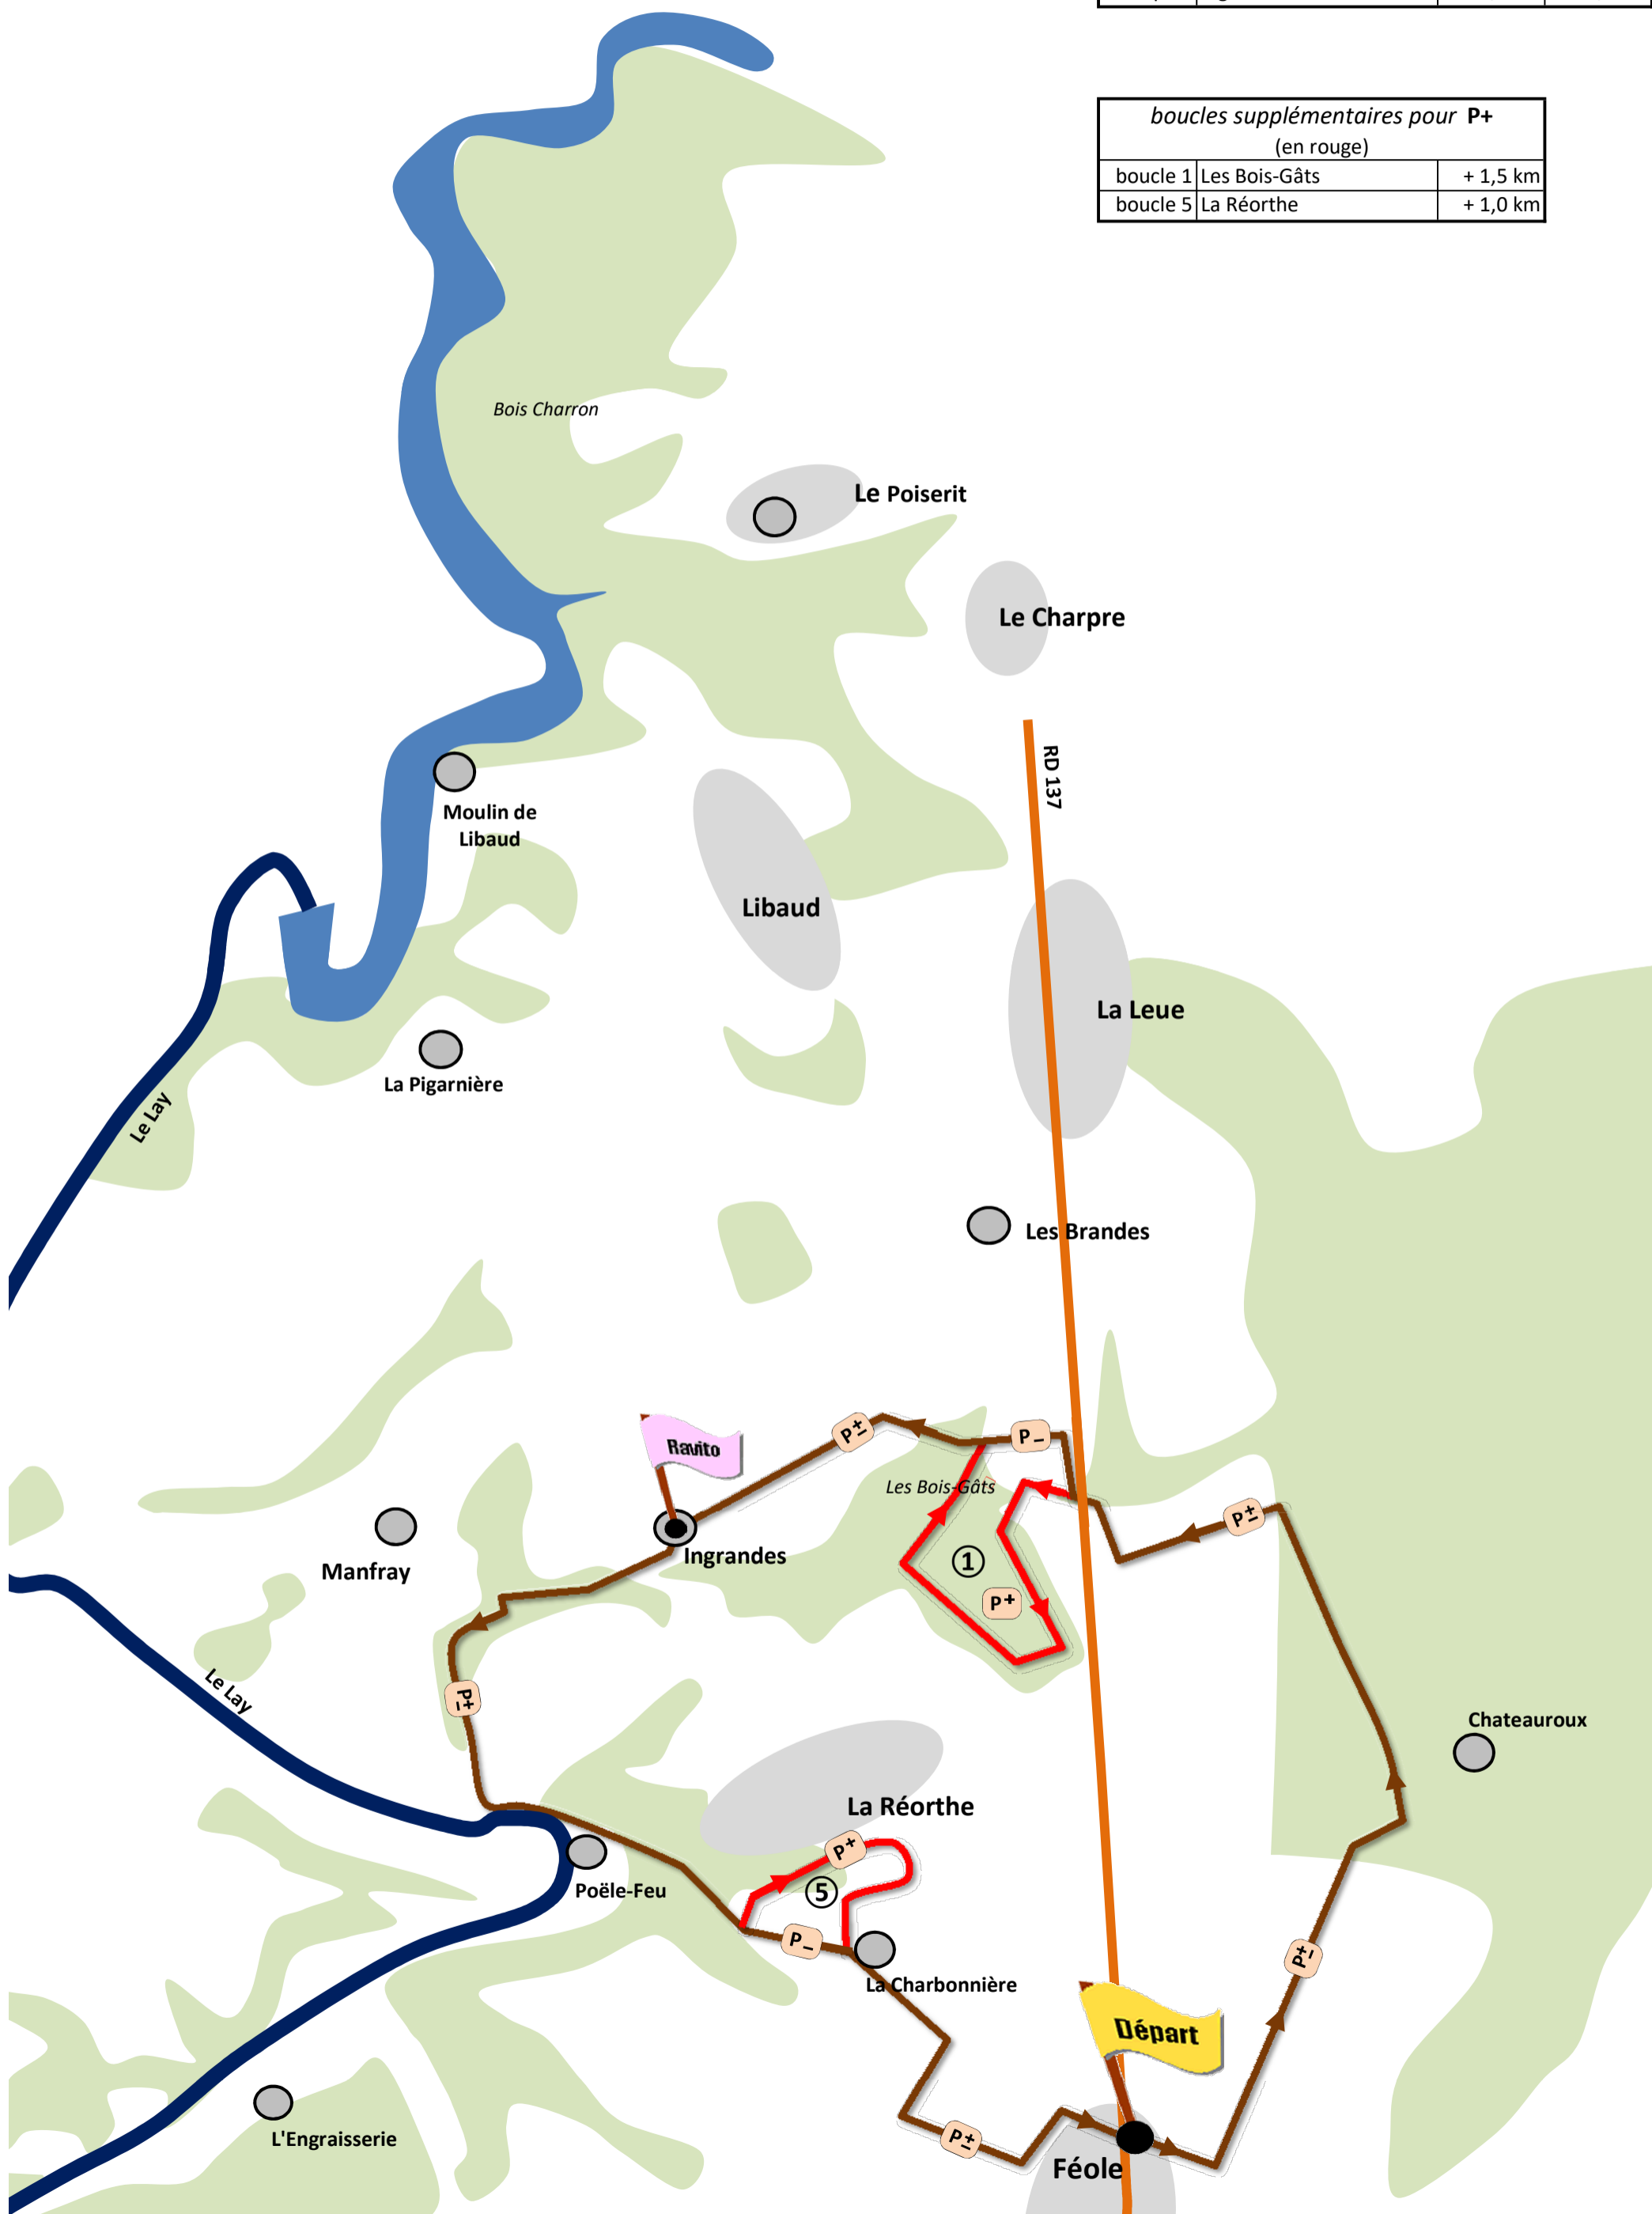 boucles supplémentaires pour P+
(en rouge)
boucle 1 Les Bois-Gâts + 1,5 km
boucle 5 La Réorthe + 1,0 km
Bois Charron
Le Poiserit
Le Charpre
RD 137
Moulin de
Libaud
Libaud
La Leue
La Pigarnière
Le Lay
Les Brandes
P±
P–
Ravito
Les Bois-Gâts
P±
Ingrandes
1
Manfray
P+
Le Lay
P±
Chateauroux
La Réorthe
P+
5
Poële-Feu
P–
P±
La Charbonnière
Départ
L'Engraisserie
P±
Féole